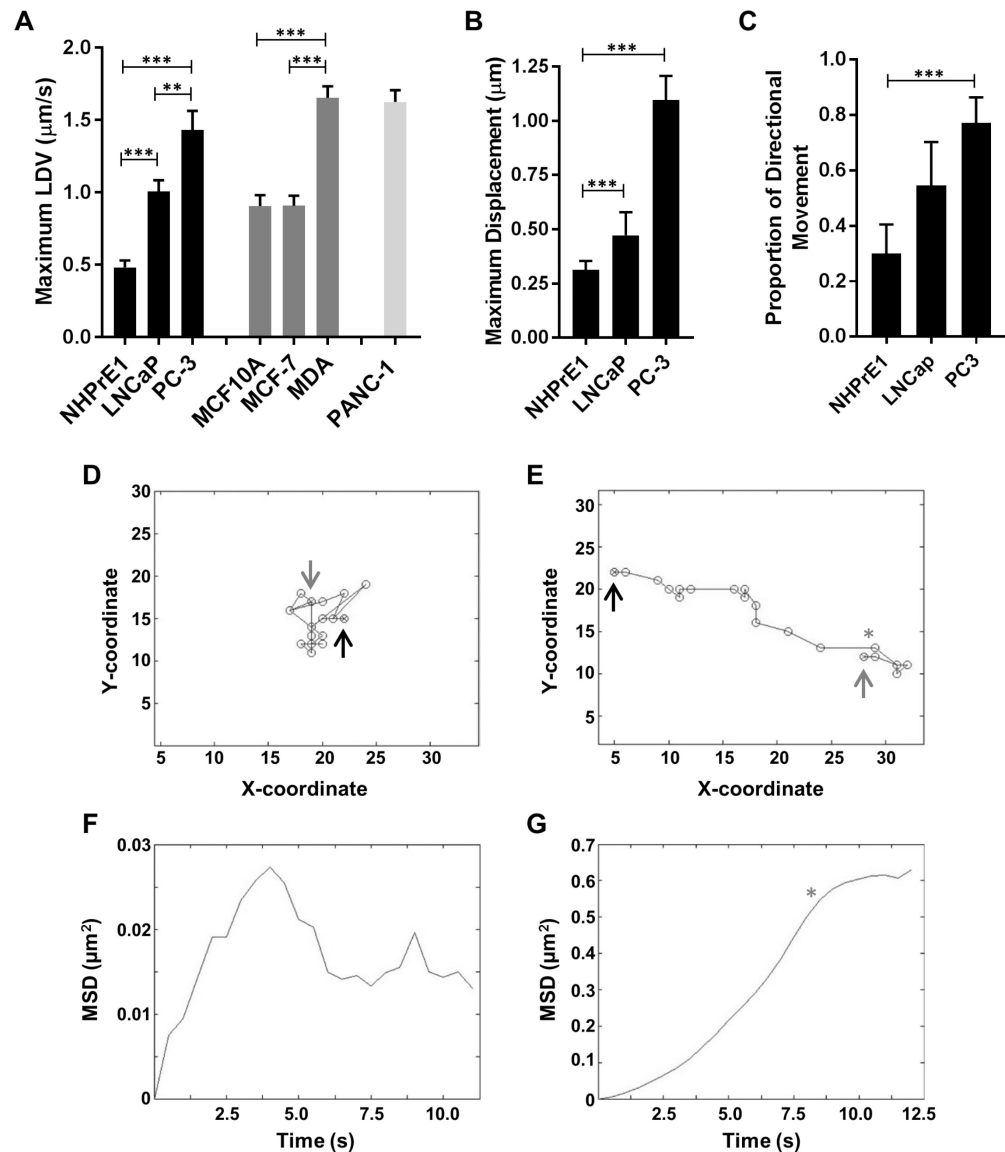 A
Maximum LDV (μm/s)
2.0
1.5
1.0
0.5
0.0
***
***
**
***
***
***
NHPrE1
LNCaP
PC-3
MCF10A
MCF-7
MDA
PANC-1
B
Maximum Displacement (μm)
1.25
1.00
0.75
0.50
0.25
0.00
***
***
NHPrE1
LNCaP
PC-3
C
Proportion of Directional
Movement
1.0
0.8
0.6
0.4
0.2
0.0
***
NHPrE1
LNCap
PC3
D
Y-coordinate
30
25
20
15
10
5
5 10 15 20 25 30
X-coordinate
E
Y-coordinate
30
25
20
15
10
5
*
5 10 15 20 25 30
X-coordinate
F
MSD (μm²)
0.03
0.02
0.01
0
2.5 5.0 7.5 10.0
Time (s)
G
MSD (μm²)
0.7
0.6
0.5
0.4
0.3
0.2
0.1
0
*
2.5 5.0 7.5 10.0 12.5
Time (s)